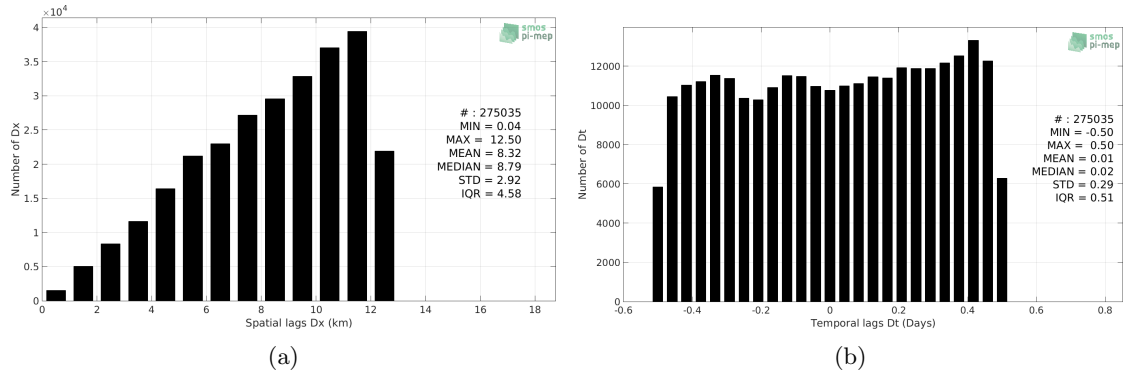 ×10⁴
4
3.5
3
2.5
2
1.5
1
0.5
0
Number of Dx
0 2 4 6 8 10 12 14 16 18
Spatial lags Dx (km)
smos
pi-mep
# : 275035
MIN = 0.04
MAX = 12.50
MEAN = 8.32
MEDIAN = 8.79
STD = 2.92
IQR = 4.58
(a)
12000
10000
8000
6000
4000
2000
0
Number of Dt
-0.6 -0.4 -0.2 0 0.2 0.4 0.6 0.8
Temporal lags Dt (Days)
smos
pi-mep
# : 275035
MIN = -0.50
MAX = 0.50
MEAN = 0.01
MEDIAN = 0.02
STD = 0.29
IQR = 0.51
(b)